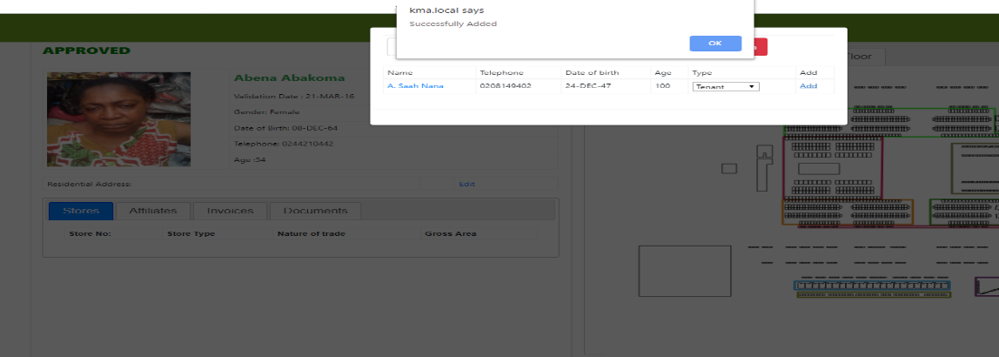 kma.local says
Successfully Added
OK
APPROVED
Floor
Name Telephone Date of birth Age Type Add
A. Saah Nana 0208149402 24-DEC-47 100 Tenant Add
Abena Abakoma
Validation Date : 21-MAR-16
Gender: Female
Date of Birth: 08-DEC-64
Telephone: 0244210442
Age :54
Residential Address: Edit
Stores Affiliates Invoices Documents
Store No: Store Type Nature of trade Gross Area